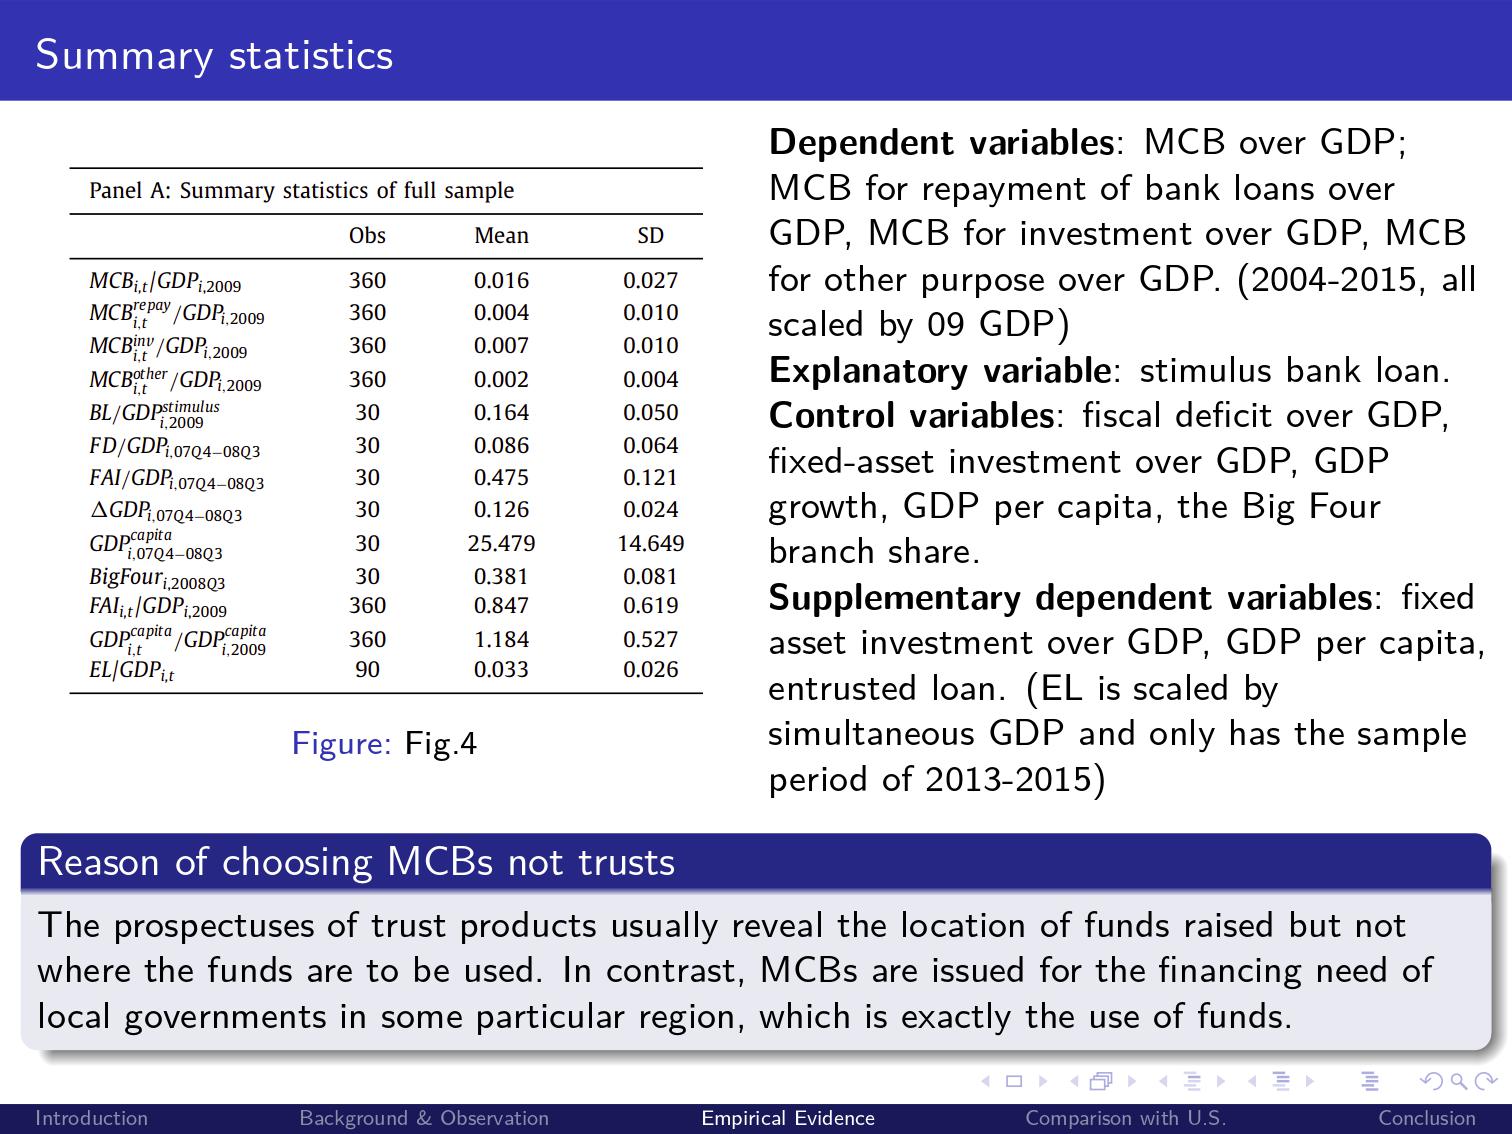 Summary statistics
Panel A: Summary statistics of full sample
Obs Mean SD
MCB_{i,t}/GDP_{i,2009} 360 0.016 0.027
MCB^{repay}_{i,t}/GDP_{i,2009} 360 0.004 0.010
MCB^{inv}_{i,t}/GDP_{i,2009} 360 0.007 0.010
MCB^{other}_{i,t}/GDP_{i,2009} 360 0.002 0.004
BL/GDP^{stimulus}_{i,2009} 30 0.164 0.050
FD/GDP_{i,07Q4−08Q3} 30 0.086 0.064
FAI/GDP_{i,07Q4−08Q3} 30 0.475 0.121
△GDP_{i,07Q4−08Q3} 30 0.126 0.024
GDP^{capita}_{i,07Q4−08Q3} 30 25.479 14.649
BigFour_{i,2008Q3} 30 0.381 0.081
FAI_{i,t}/GDP_{i,2009} 360 0.847 0.619
GDP^{capita}_{i,t}/GDP^{capita}_{i,2009} 360 1.184 0.527
EL/GDP_{i,t} 90 0.033 0.026
Figure: Fig.4
Dependent variables: MCB over GDP;
MCB for repayment of bank loans over
GDP, MCB for investment over GDP, MCB
for other purpose over GDP. (2004-2015, all
scaled by 09 GDP)
Explanatory variable: stimulus bank loan.
Control variables: fiscal deficit over GDP,
fixed-asset investment over GDP, GDP
growth, GDP per capita, the Big Four
branch share.
Supplementary dependent variables: fixed
asset investment over GDP, GDP per capita,
entrusted loan. (EL is scaled by
simultaneous GDP and only has the sample
period of 2013-2015)
Reason of choosing MCBs not trusts
The prospectuses of trust products usually reveal the location of funds raised but not
where the funds are to be used. In contrast, MCBs are issued for the financing need of
local governments in some particular region, which is exactly the use of funds.
Introduction Background & Observation Empirical Evidence Comparison with U.S. Conclusion